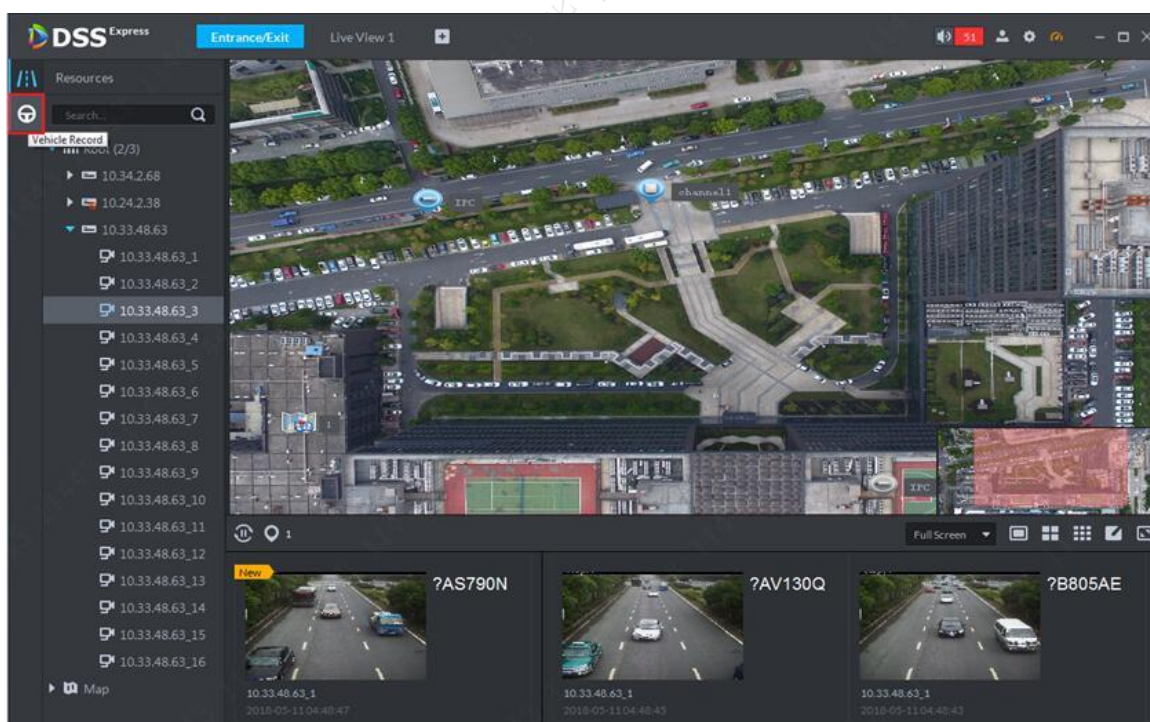 DSS Express
Entrance/Exit
Live View 1
51
Resources
Search...
Vehicle Record
Root (2/3)
10.34.2.68
10.24.2.38
10.33.48.63
10.33.48.63_1
10.33.48.63_2
10.33.48.63_3
10.33.48.63_4
10.33.48.63_5
10.33.48.63_6
10.33.48.63_7
10.33.48.63_8
10.33.48.63_9
10.33.48.63_10
10.33.48.63_11
10.33.48.63_12
10.33.48.63_13
10.33.48.63_14
10.33.48.63_15
10.33.48.63_16
Map
IPC
channel1
1
IPC
1
Full Screen
New
?AS790N
10.33.48.63_1
2018-05-11 04:48:47
?AV130Q
10.33.48.63_1
2018-05-11 04:48:45
?B805AE
10.33.48.63_1
2018-05-11 04:48:43